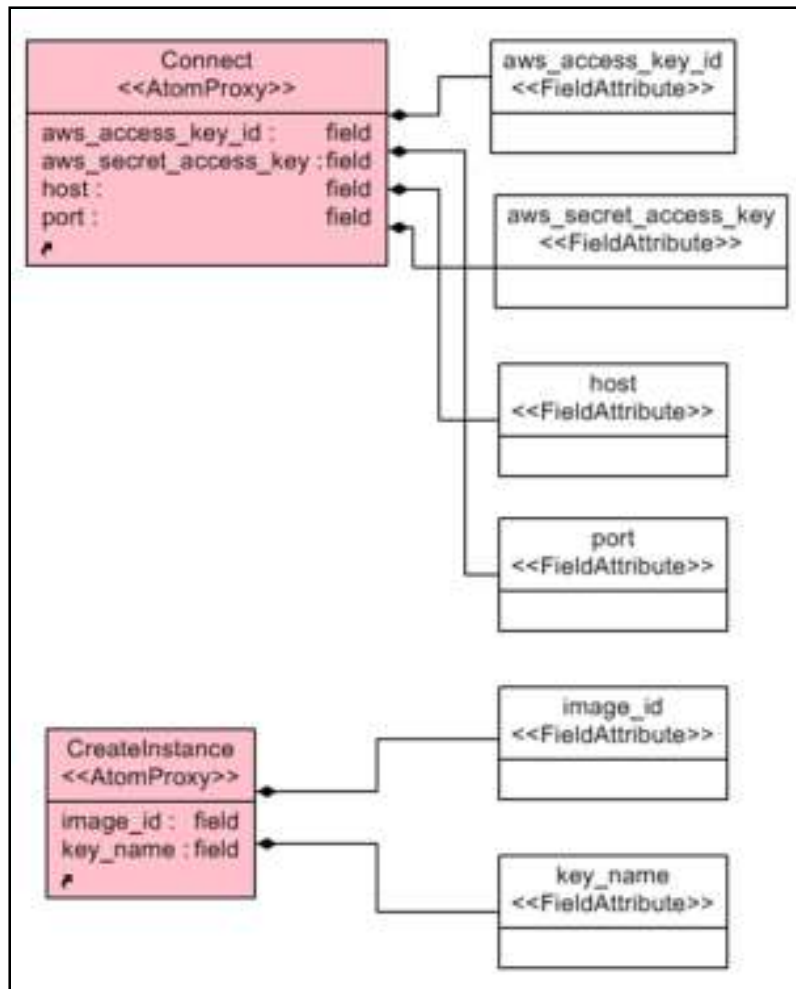 Connect
<<AtomProxy>>
aws_access_key_id : field
aws_secret_access_key : field
host : field
port : field
aws_access_key_id
<<FieldAttribute>>
aws_secret_access_key
<<FieldAttribute>>
host
<<FieldAttribute>>
port
<<FieldAttribute>>
CreateInstance
<<AtomProxy>>
image_id : field
key_name : field
image_id
<<FieldAttribute>>
key_name
<<FieldAttribute>>